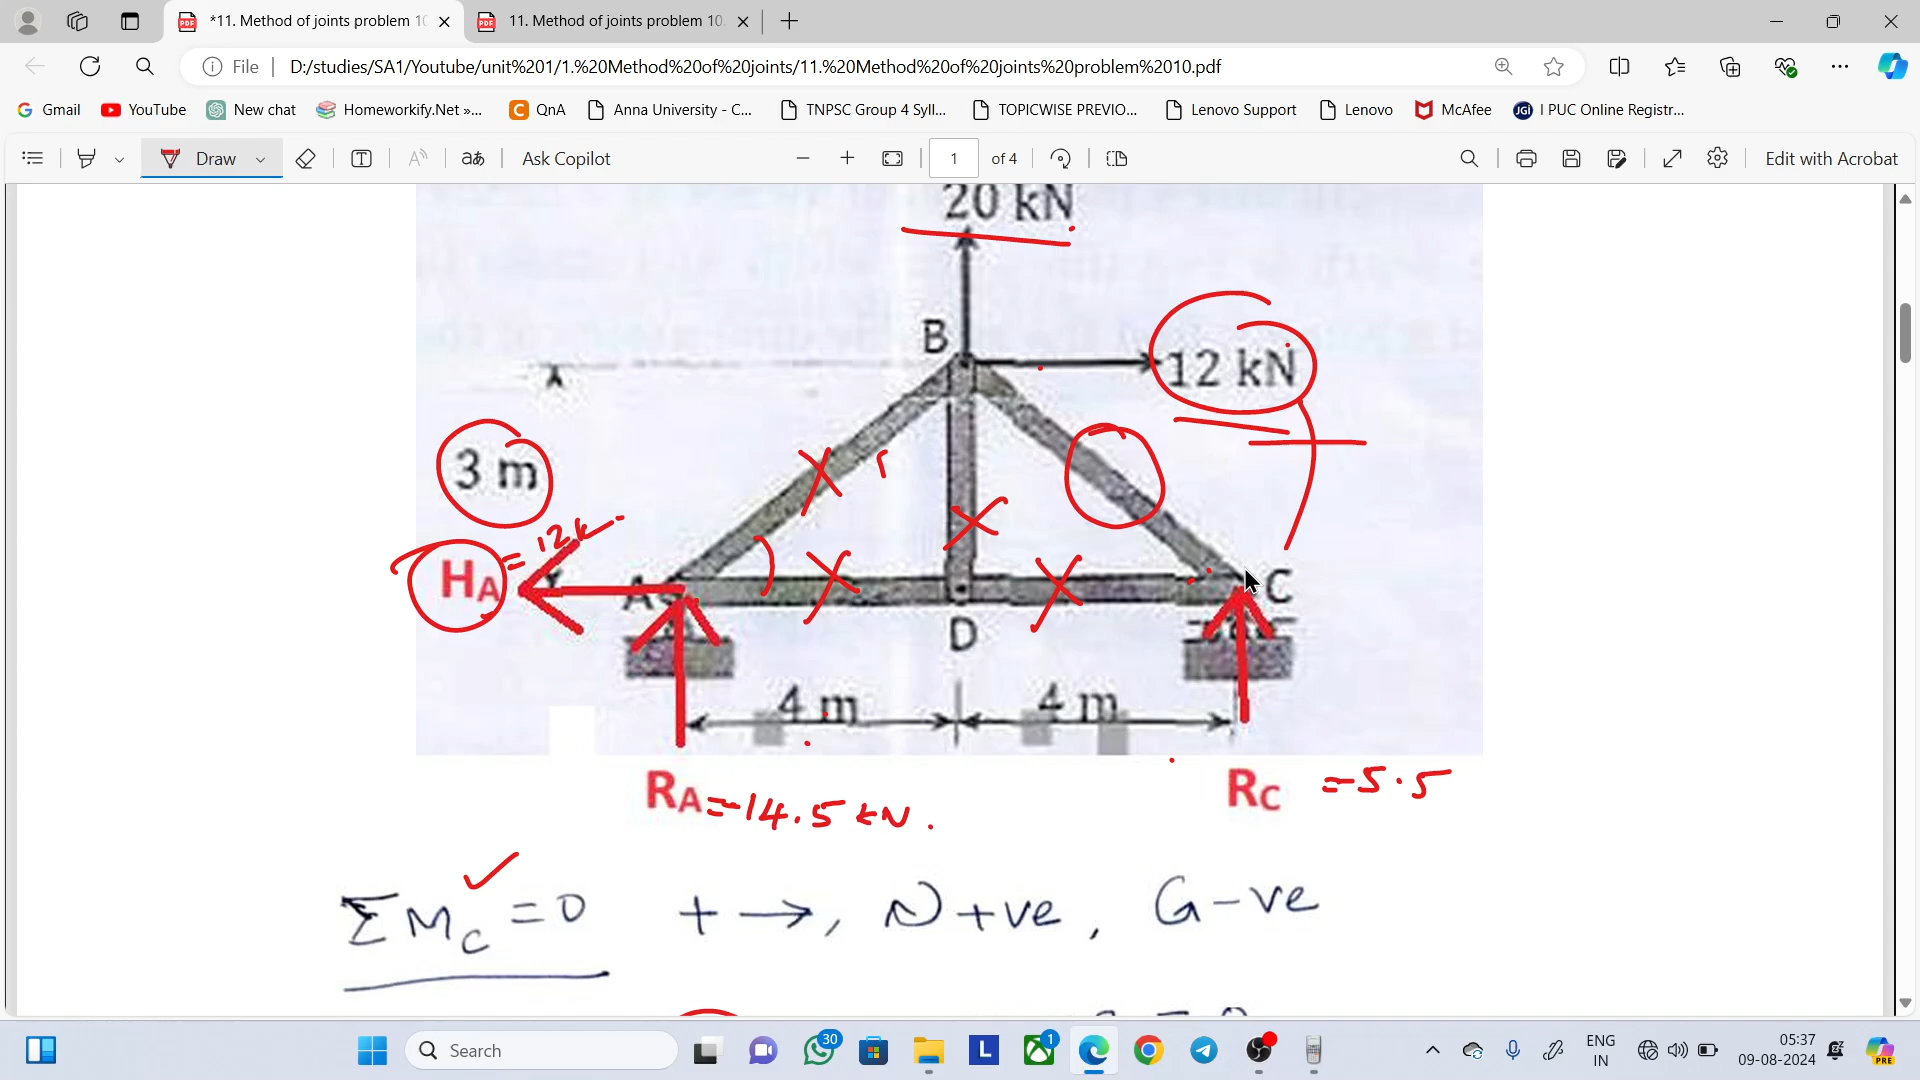 *11. Method of joints problem 10
11. Method of joints problem 10.
File
D:/studies/SA1/Youtube/unit%201/1.%20Method%20of%20joints/11.%20Method%20of%20joints%20problem%2010.pdf
Gmail YouTube New chat Homeworkify.Net »... QnA Anna University - C... TNPSC Group 4 Syll... TOPICWISE PREVIO... Lenovo Support Lenovo McAfee I PUC Online Registr...
Draw Ask Copilot 1 of 4 Edit with Acrobat
20 kN
B
12 kN
3 m
HA = 12k
A C
D
4 m 4 m
RA = 14.5 kN. RC = 5.5
ΣMC = 0 + →, ↷ +ve, ↺ -ve
Search
30
1
ENG
IN
05:37
09-08-2024
PRE